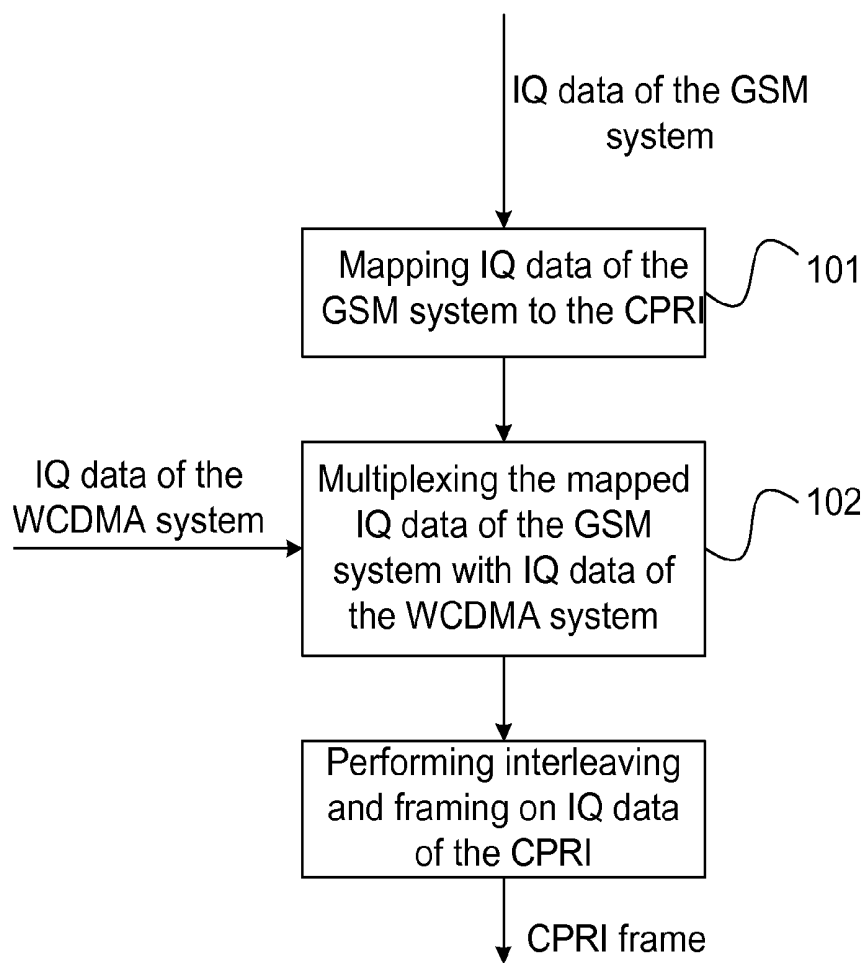 IQ data of the GSM
system
Mapping IQ data of the
GSM system to the CPRI
101
IQ data of the
WCDMA system
Multiplexing the mapped
IQ data of the GSM
system with IQ data of
the WCDMA system
102
Performing interleaving
and framing on IQ data
of the CPRI
CPRI frame